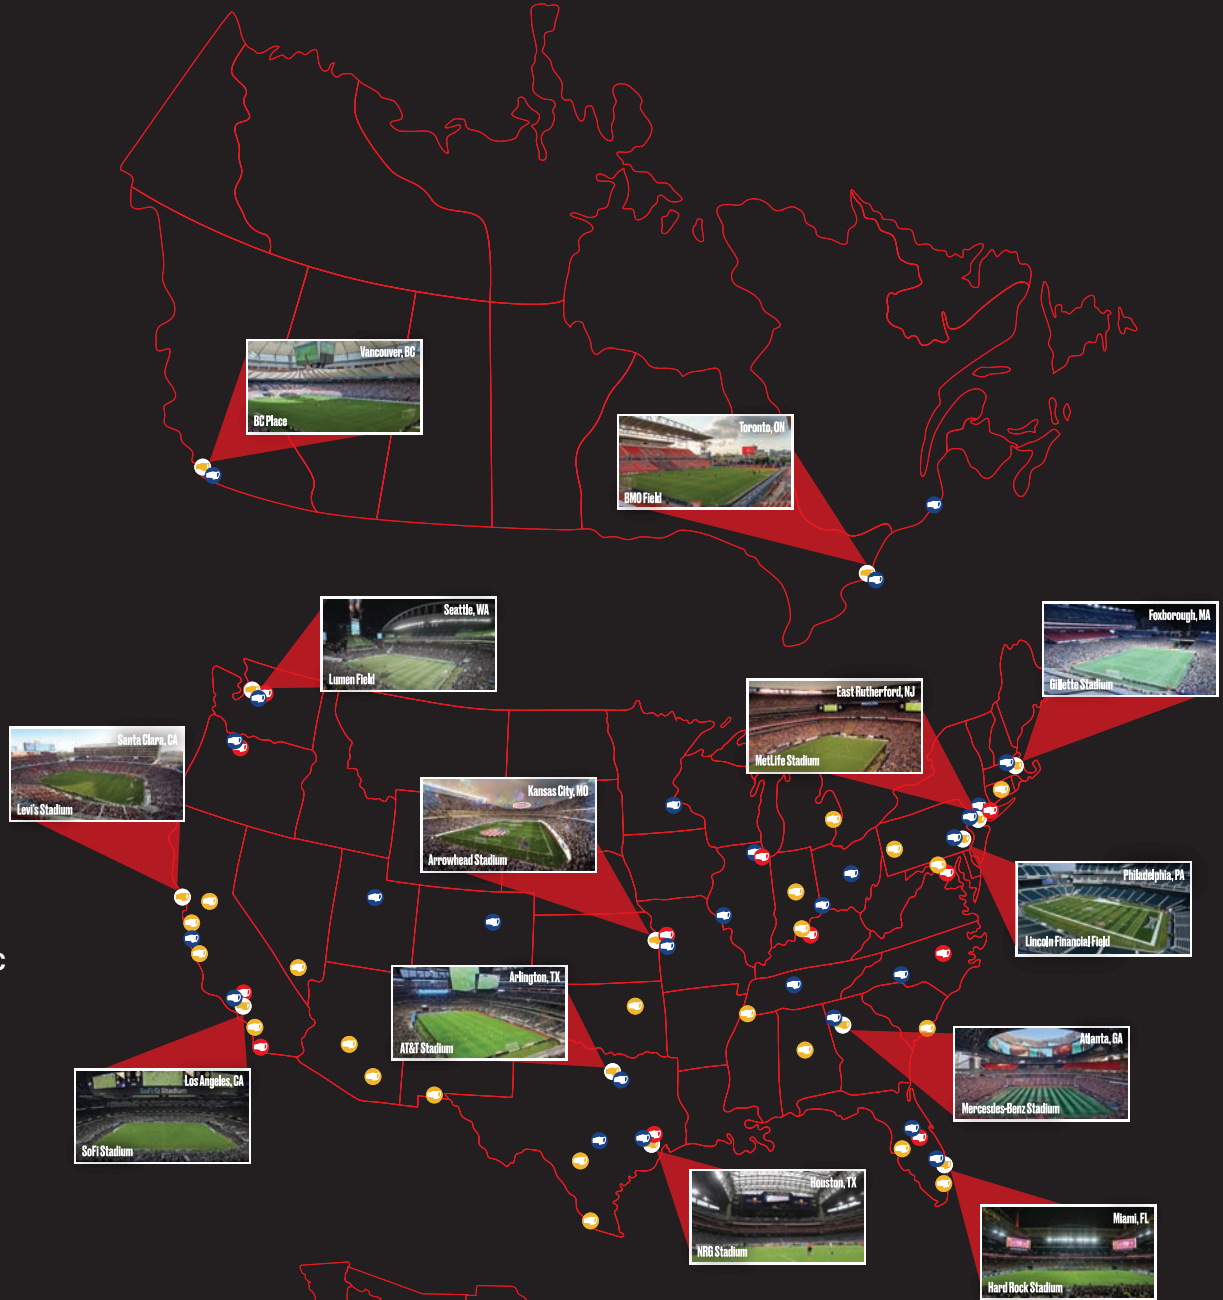 Vancouver, BC
BC Place
Toronto, ON
BMO Field
Seattle, WA
Lumen Field
Foxborough, MA
Gillette Stadium
East Rutherford, NJ
MetLife Stadium
Santa Clara, CA
Levi's Stadium
Kansas City, MO
Arrowhead Stadium
Philadelphia, PA
Lincoln Financial Field
C
Arlington, TX
AT&T Stadium
Atlanta, GA
Mercesdes-Benz Stadium
Los Angeles, CA
SoFi Stadium
SoFi Stadium
Houston, TX
NRG Stadium
Miami, FL
Hard Rock Stadium